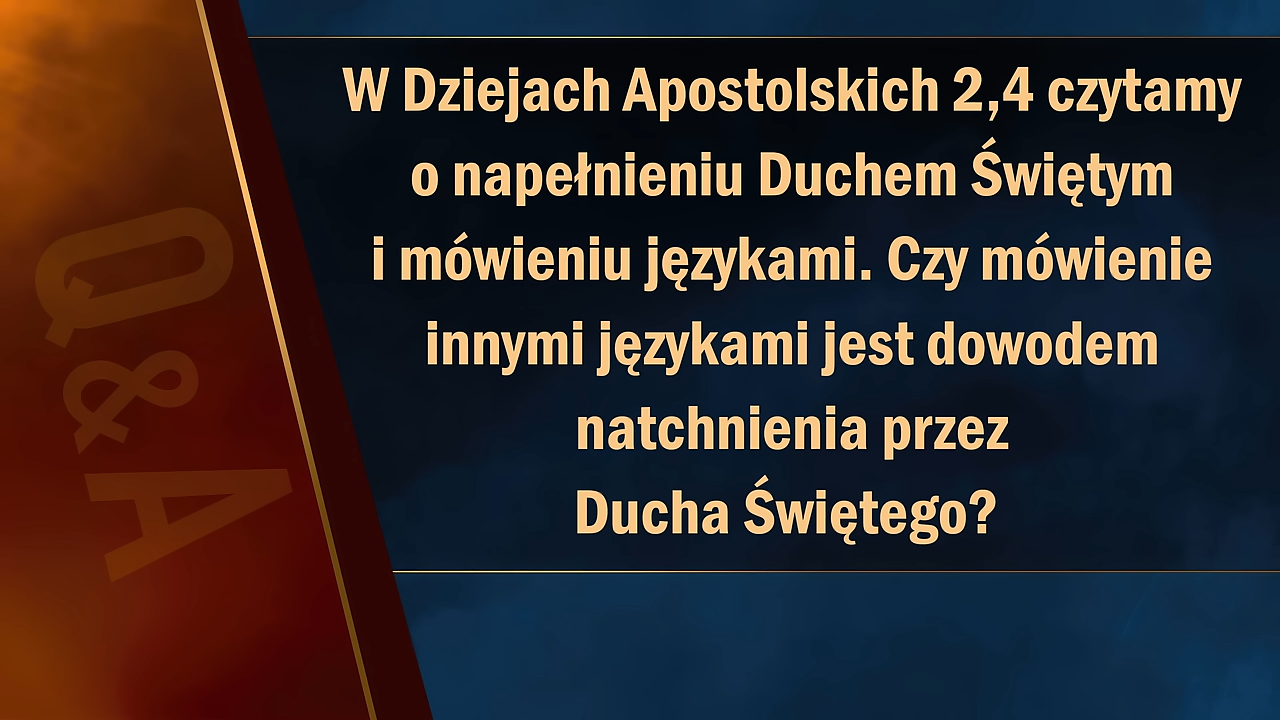 W Dziejach Apostolskich 2,4 czytamy
o napełnieniu Duchem Świętym
i mówieniu językami. Czy mówienie
innymi językami jest dowodem
natchnienia przez
Ducha Świętego?
Q & A